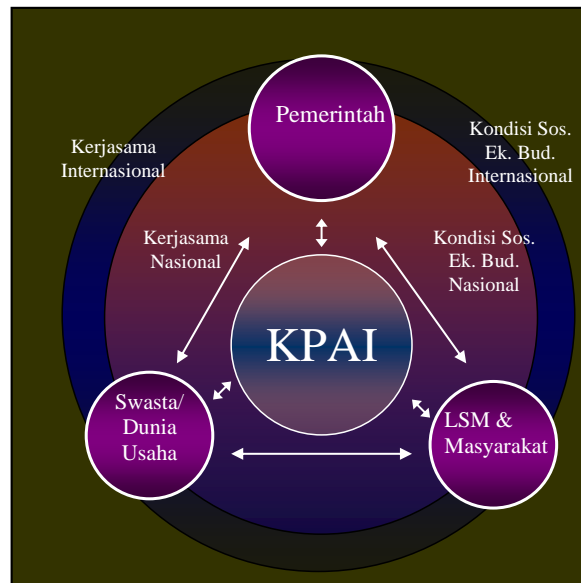 Pemerintah
Kerjasama
Internasional
Kondisi Sos.
Ek. Bud.
Internasional
Kerjasama
Nasional
Kondisi Sos.
Ek. Bud.
Nasional
KPAI
Swasta/
Dunia
Usaha
LSM &
Masyarakat